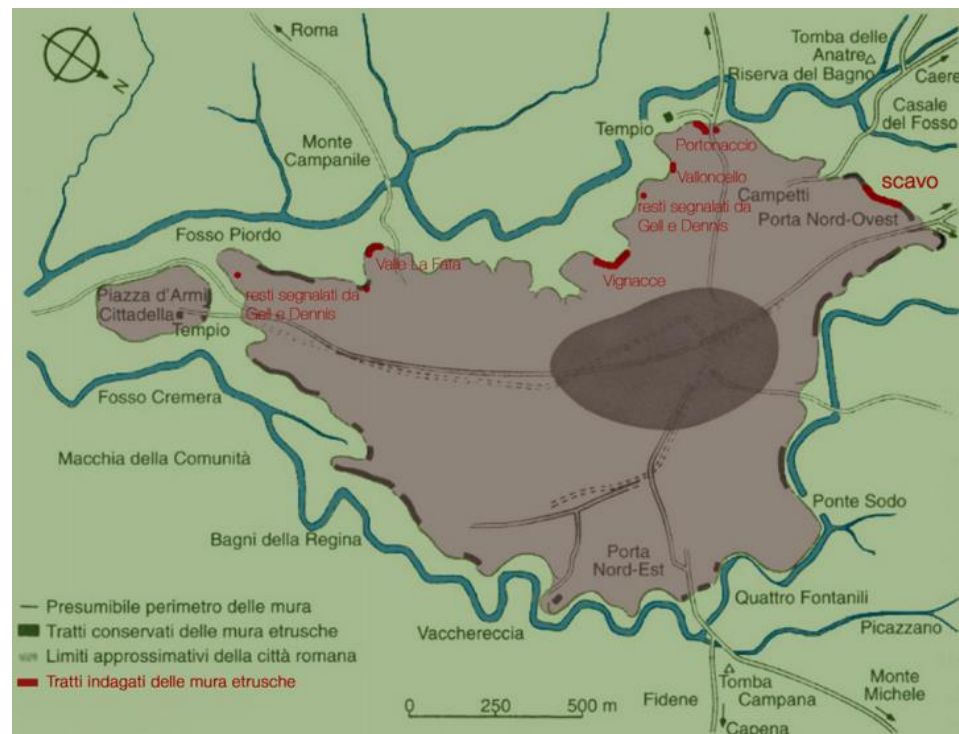 Roma
N
Tomba delle
Anatre
Riserva del Bagno
Caere
Casale
del Fosso
Monte
Campanile
Tempio
Portonaccio
Valloncello
Campetti
scavo
resti segnalati da
Gell e Dennis
Porta Nord-Ovest
Fosso Piordo
Valle La Fata
Vignacce
Piazza d'Armi
Cittadella
resti segnalati da
Gell e Dennis
Tempio
Fosso Cremera
Macchia della Comunità
Ponte Sodo
Bagni della Regina
Porta
Nord-Est
Quattro Fontanili
Picazzano
Vacchereccia
Presumibile perimetro delle mura
Tratti conservati delle mura etrusche
Limiti approssimativi della città romana
Tratti indagati delle mura etrusche
0 250 500 m
Fidene
Tomba
Campana
Monte
Michele
Capena